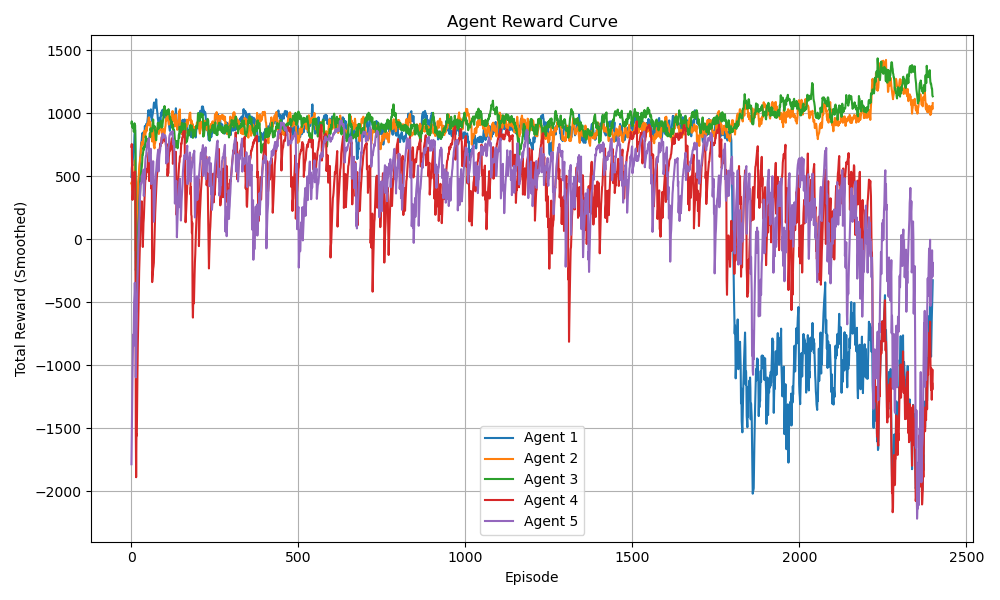 Agent Reward Curve
Total Reward (Smoothed)
1500
1000
500
0
−500
−1000
−1500
−2000
Agent 1
Agent 2
Agent 3
Agent 4
Agent 5
0 500 1000 1500 2000 2500
Episode